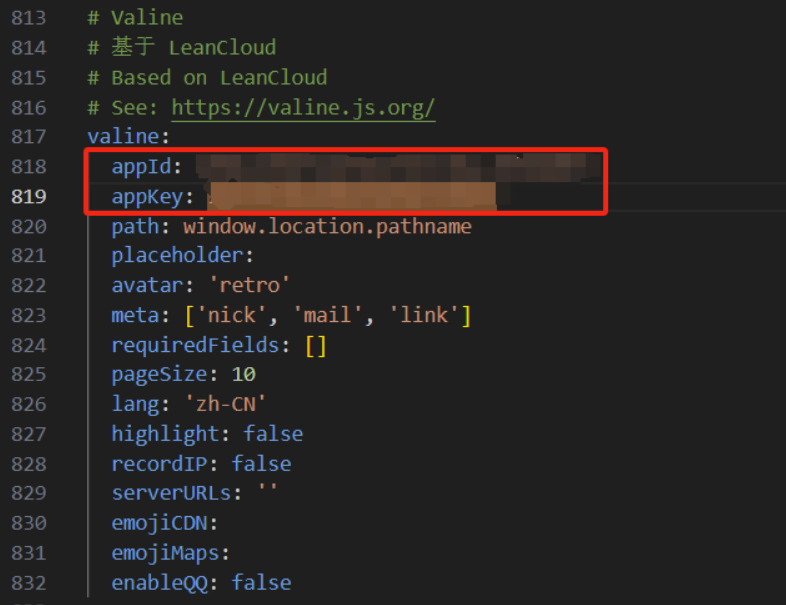 813 # Valine
814 # 基于 LeanCloud
815 # Based on LeanCloud
816 # See: https://valine.js.org/
817 valine:
818 appId:
819 appKey:
820 path: window.location.pathname
821 placeholder:
822 avatar: 'retro'
823 meta: ['nick', 'mail', 'link']
824 requiredFields: []
825 pageSize: 10
826 lang: 'zh-CN'
827 highlight: false
828 recordIP: false
829 serverURLs: ''
830 emojiCDN:
831 emojiMaps:
832 enableQQ: false